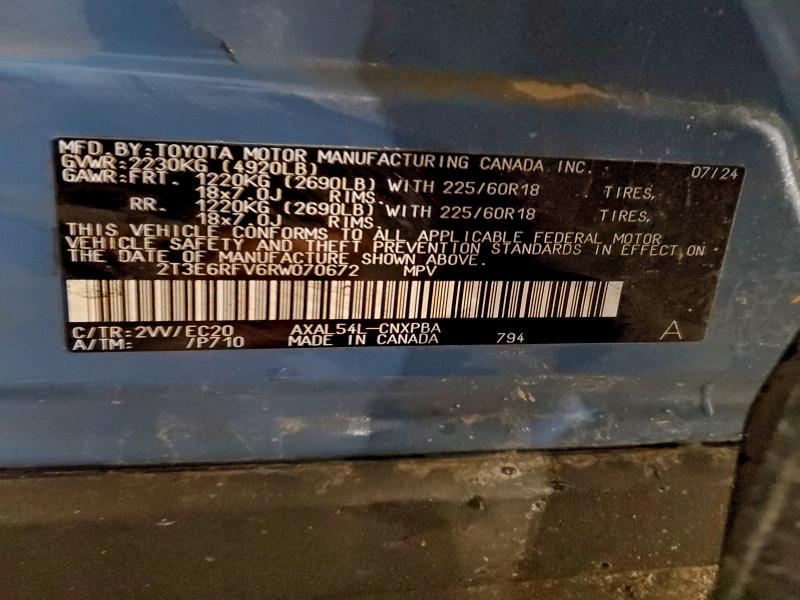 MFD.BY:TOYOTA MOTOR MANUFACTURING CANADA INC. 07/24
GVWR:2230KG (4920LB)
GAWR:FRT. 1220KG (2690LB) WITH 225/60R18 TIRES,
18x7.0J RIMS.
RR. 1220KG (2690LB) WITH 225/60R18 TIRES,
18x7.0J RIMS.
THIS VEHICLE CONFORMS TO ALL APPLICABLE FEDERAL MOTOR
VEHICLE SAFETY AND THEFT PREVENTION STANDARDS IN EFFECT ON
THE DATE OF MANUFACTURE SHOWN ABOVE.
2T3E6RFV6RW070672 MPV
C/TR:2VV/EC20 AXAL54L-CNXPBA
A/TM: /P710 MADE IN CANADA 794 A